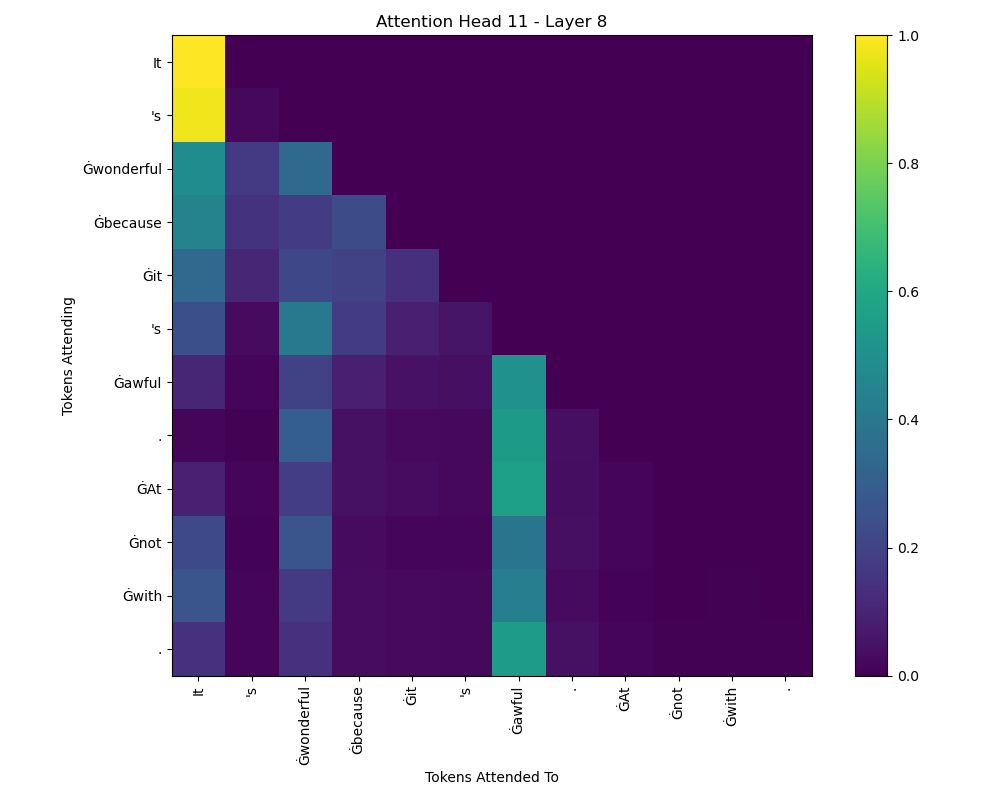 Attention Head 11 - Layer 8
It
's
Ġwonderful
Ġbecause
Ġit
's
Ġawful
.
ĠAt
Ġnot
Ġwith
.
Tokens Attending
It
's
Ġwonderful
Ġbecause
Ġit
's
Ġawful
.
ĠAt
Ġnot
Ġwith
.
Tokens Attended To
1.0
0.8
0.6
0.4
0.2
0.0